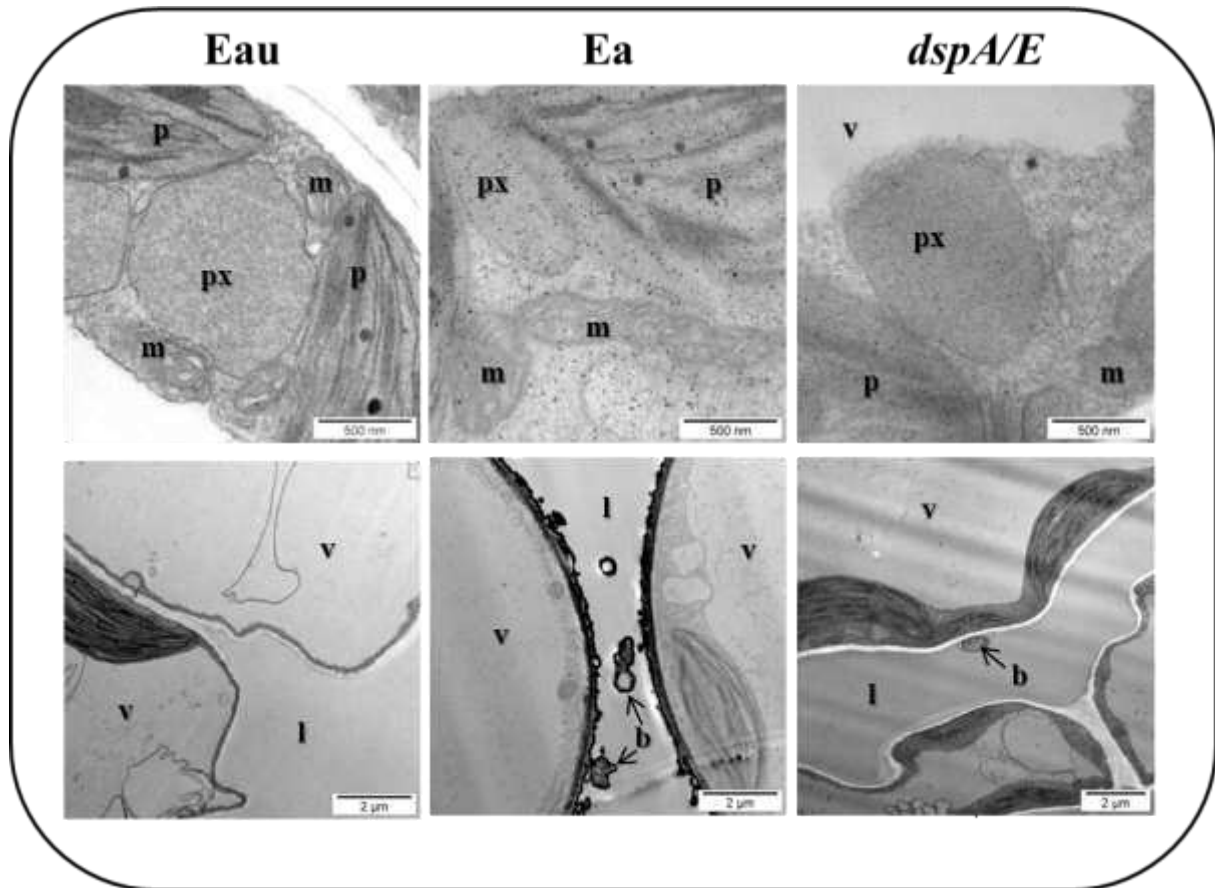 Eau Ea dspA/E
p m px p m 500 nm
px p m m 500 nm
v px p m 500 nm
v v l 2 µm
l v v b 2 µm
v b l 2 µm